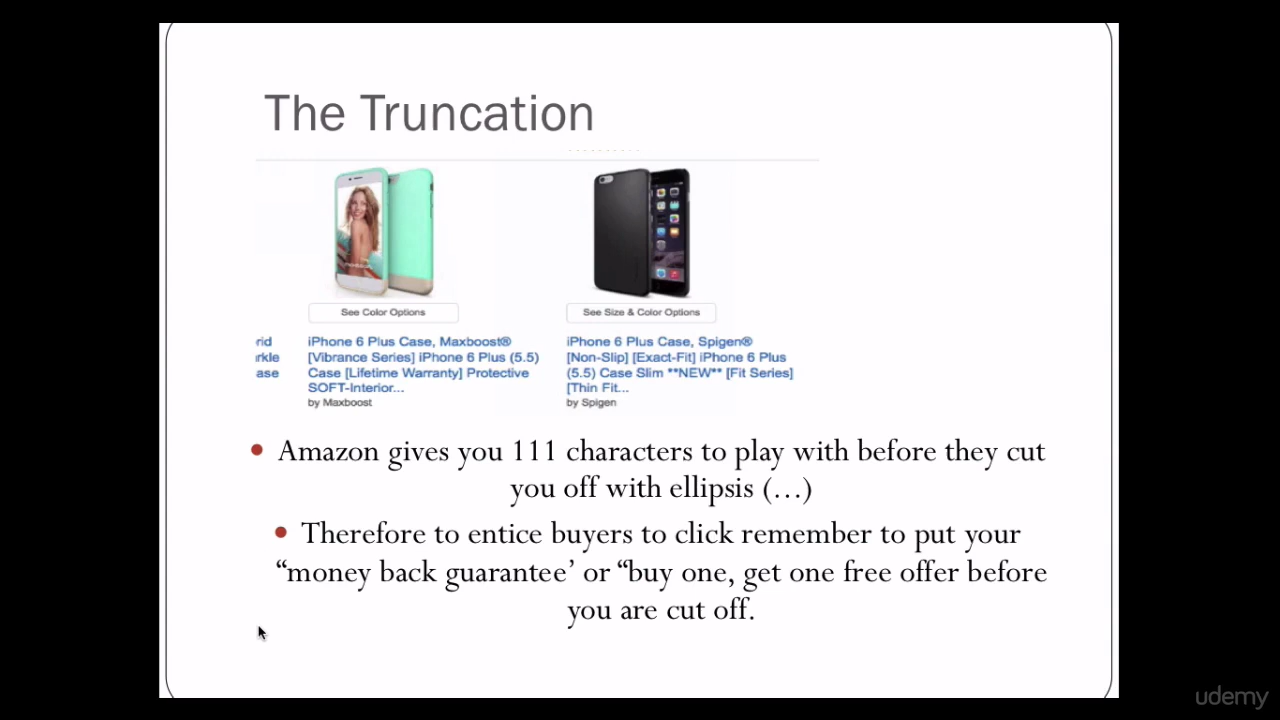 The Truncation
See Color Options
See Size & Color Options
rid
rkle
ase
iPhone 6 Plus Case, Maxboost®
[Vibrance Series] iPhone 6 Plus (5.5)
Case [Lifetime Warranty] Protective
SOFT-Interior...
by Maxboost
iPhone 6 Plus Case, Spigen®
[Non-Slip] [Exact-Fit] iPhone 6 Plus
(5.5) Case Slim **NEW** [Fit Series]
[Thin Fit...
by Spigen
• Amazon gives you 111 characters to play with before they cut
you off with ellipsis (…)
• Therefore to entice buyers to click remember to put your
“money back guarantee’ or “buy one, get one free offer before
you are cut off.
udemy